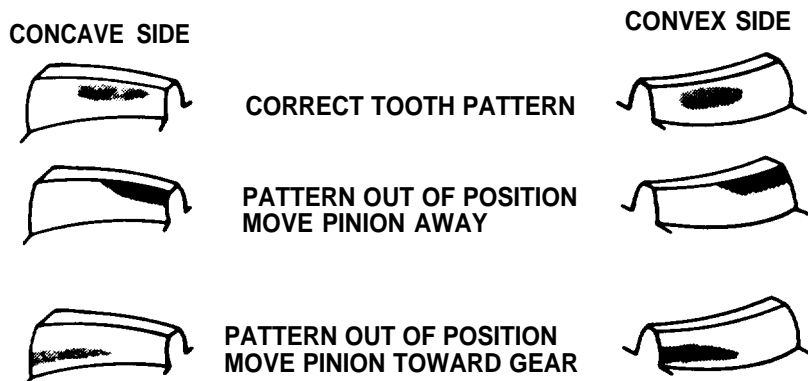 CONCAVE SIDE
CONVEX SIDE
CORRECT TOOTH PATTERN
PATTERN OUT OF POSITION
MOVE PINION AWAY
PATTERN OUT OF POSITION
MOVE PINION TOWARD GEAR